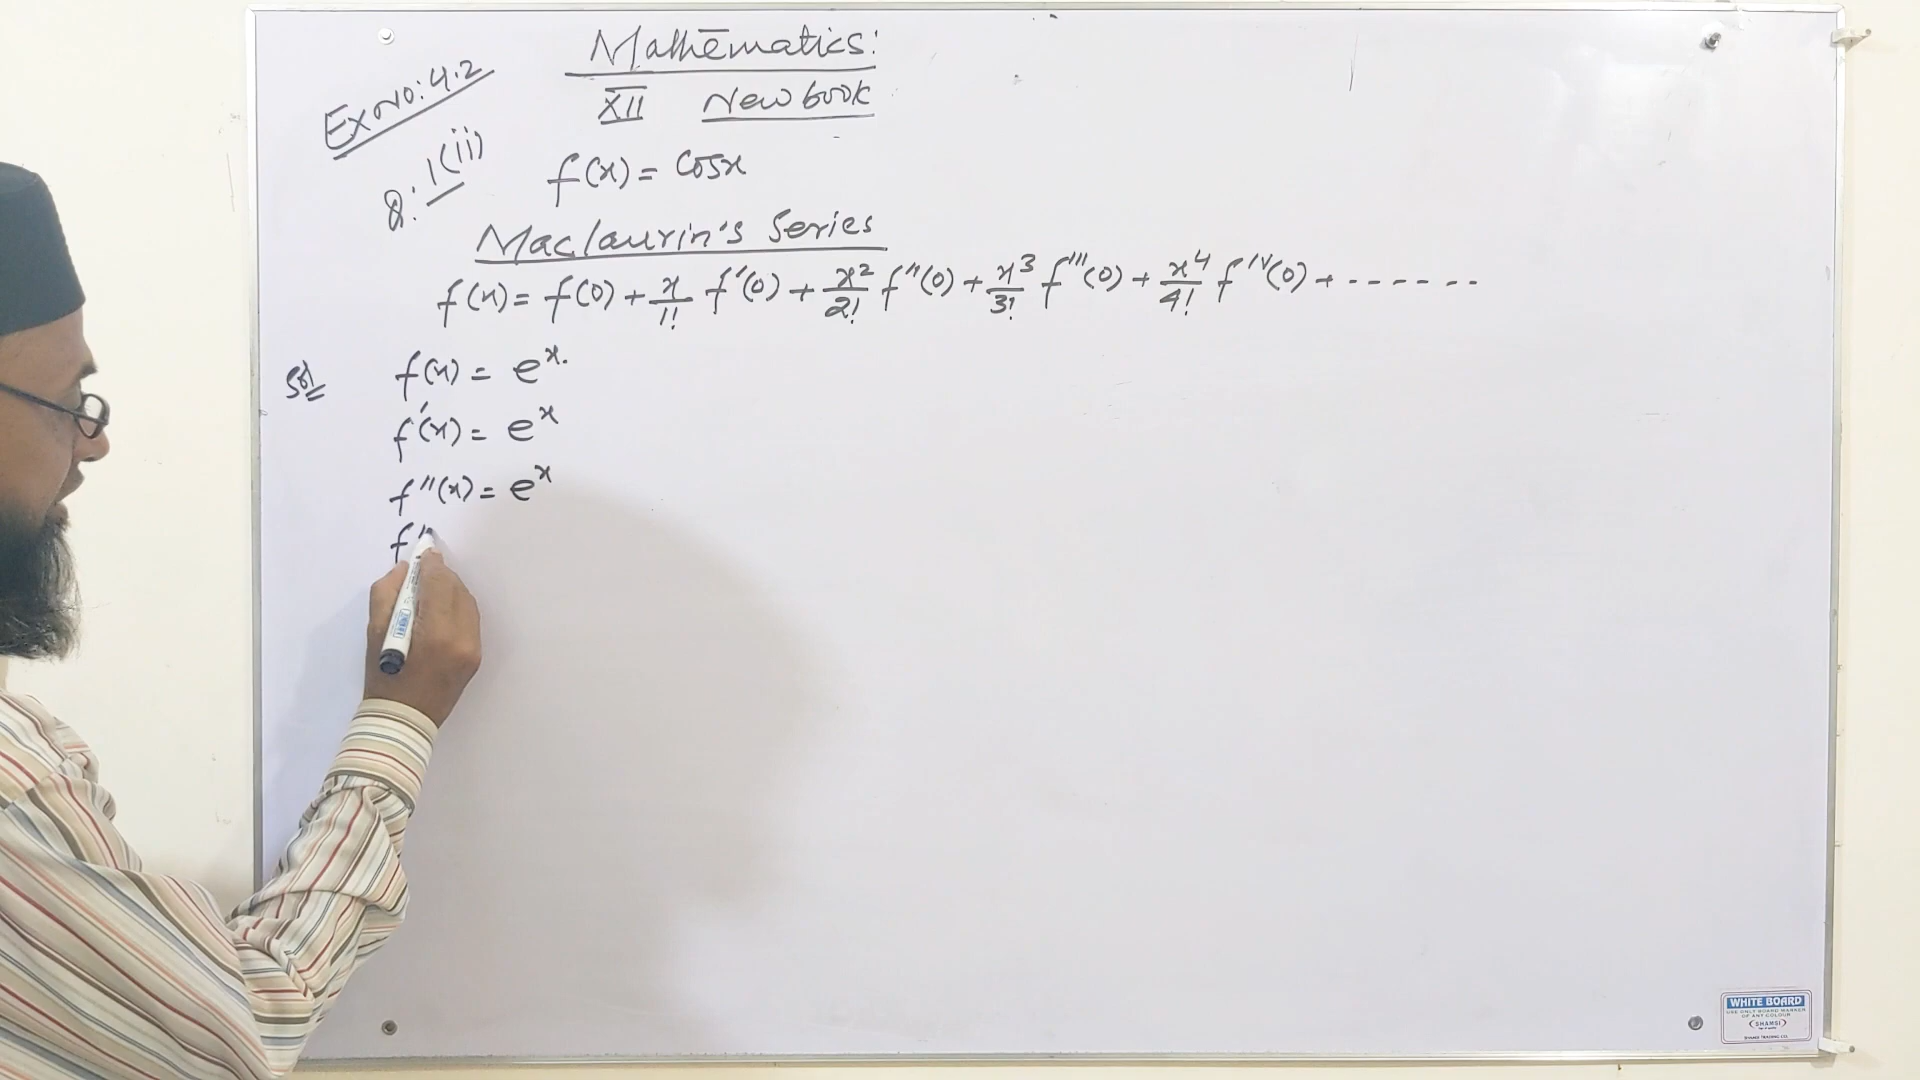 Mathematics:
XII New book
Ex NO: 4.2
Q: 1(ii)
f(x) = Cosx
Maclaurin's Series
f(x) = f(0) + x/1! f'(0) + x²/2! f''(0) + x³/3! f'''(0) + x⁴/4! f'ᵛ(0) + - - - - - -
Sol
f(x) = eˣ.
f'(x) = eˣ
f''(x) = eˣ
f''
WHITE BOARD
USE ONLY BOARD MARKER
OF ANY COLOUR
SHAMSI